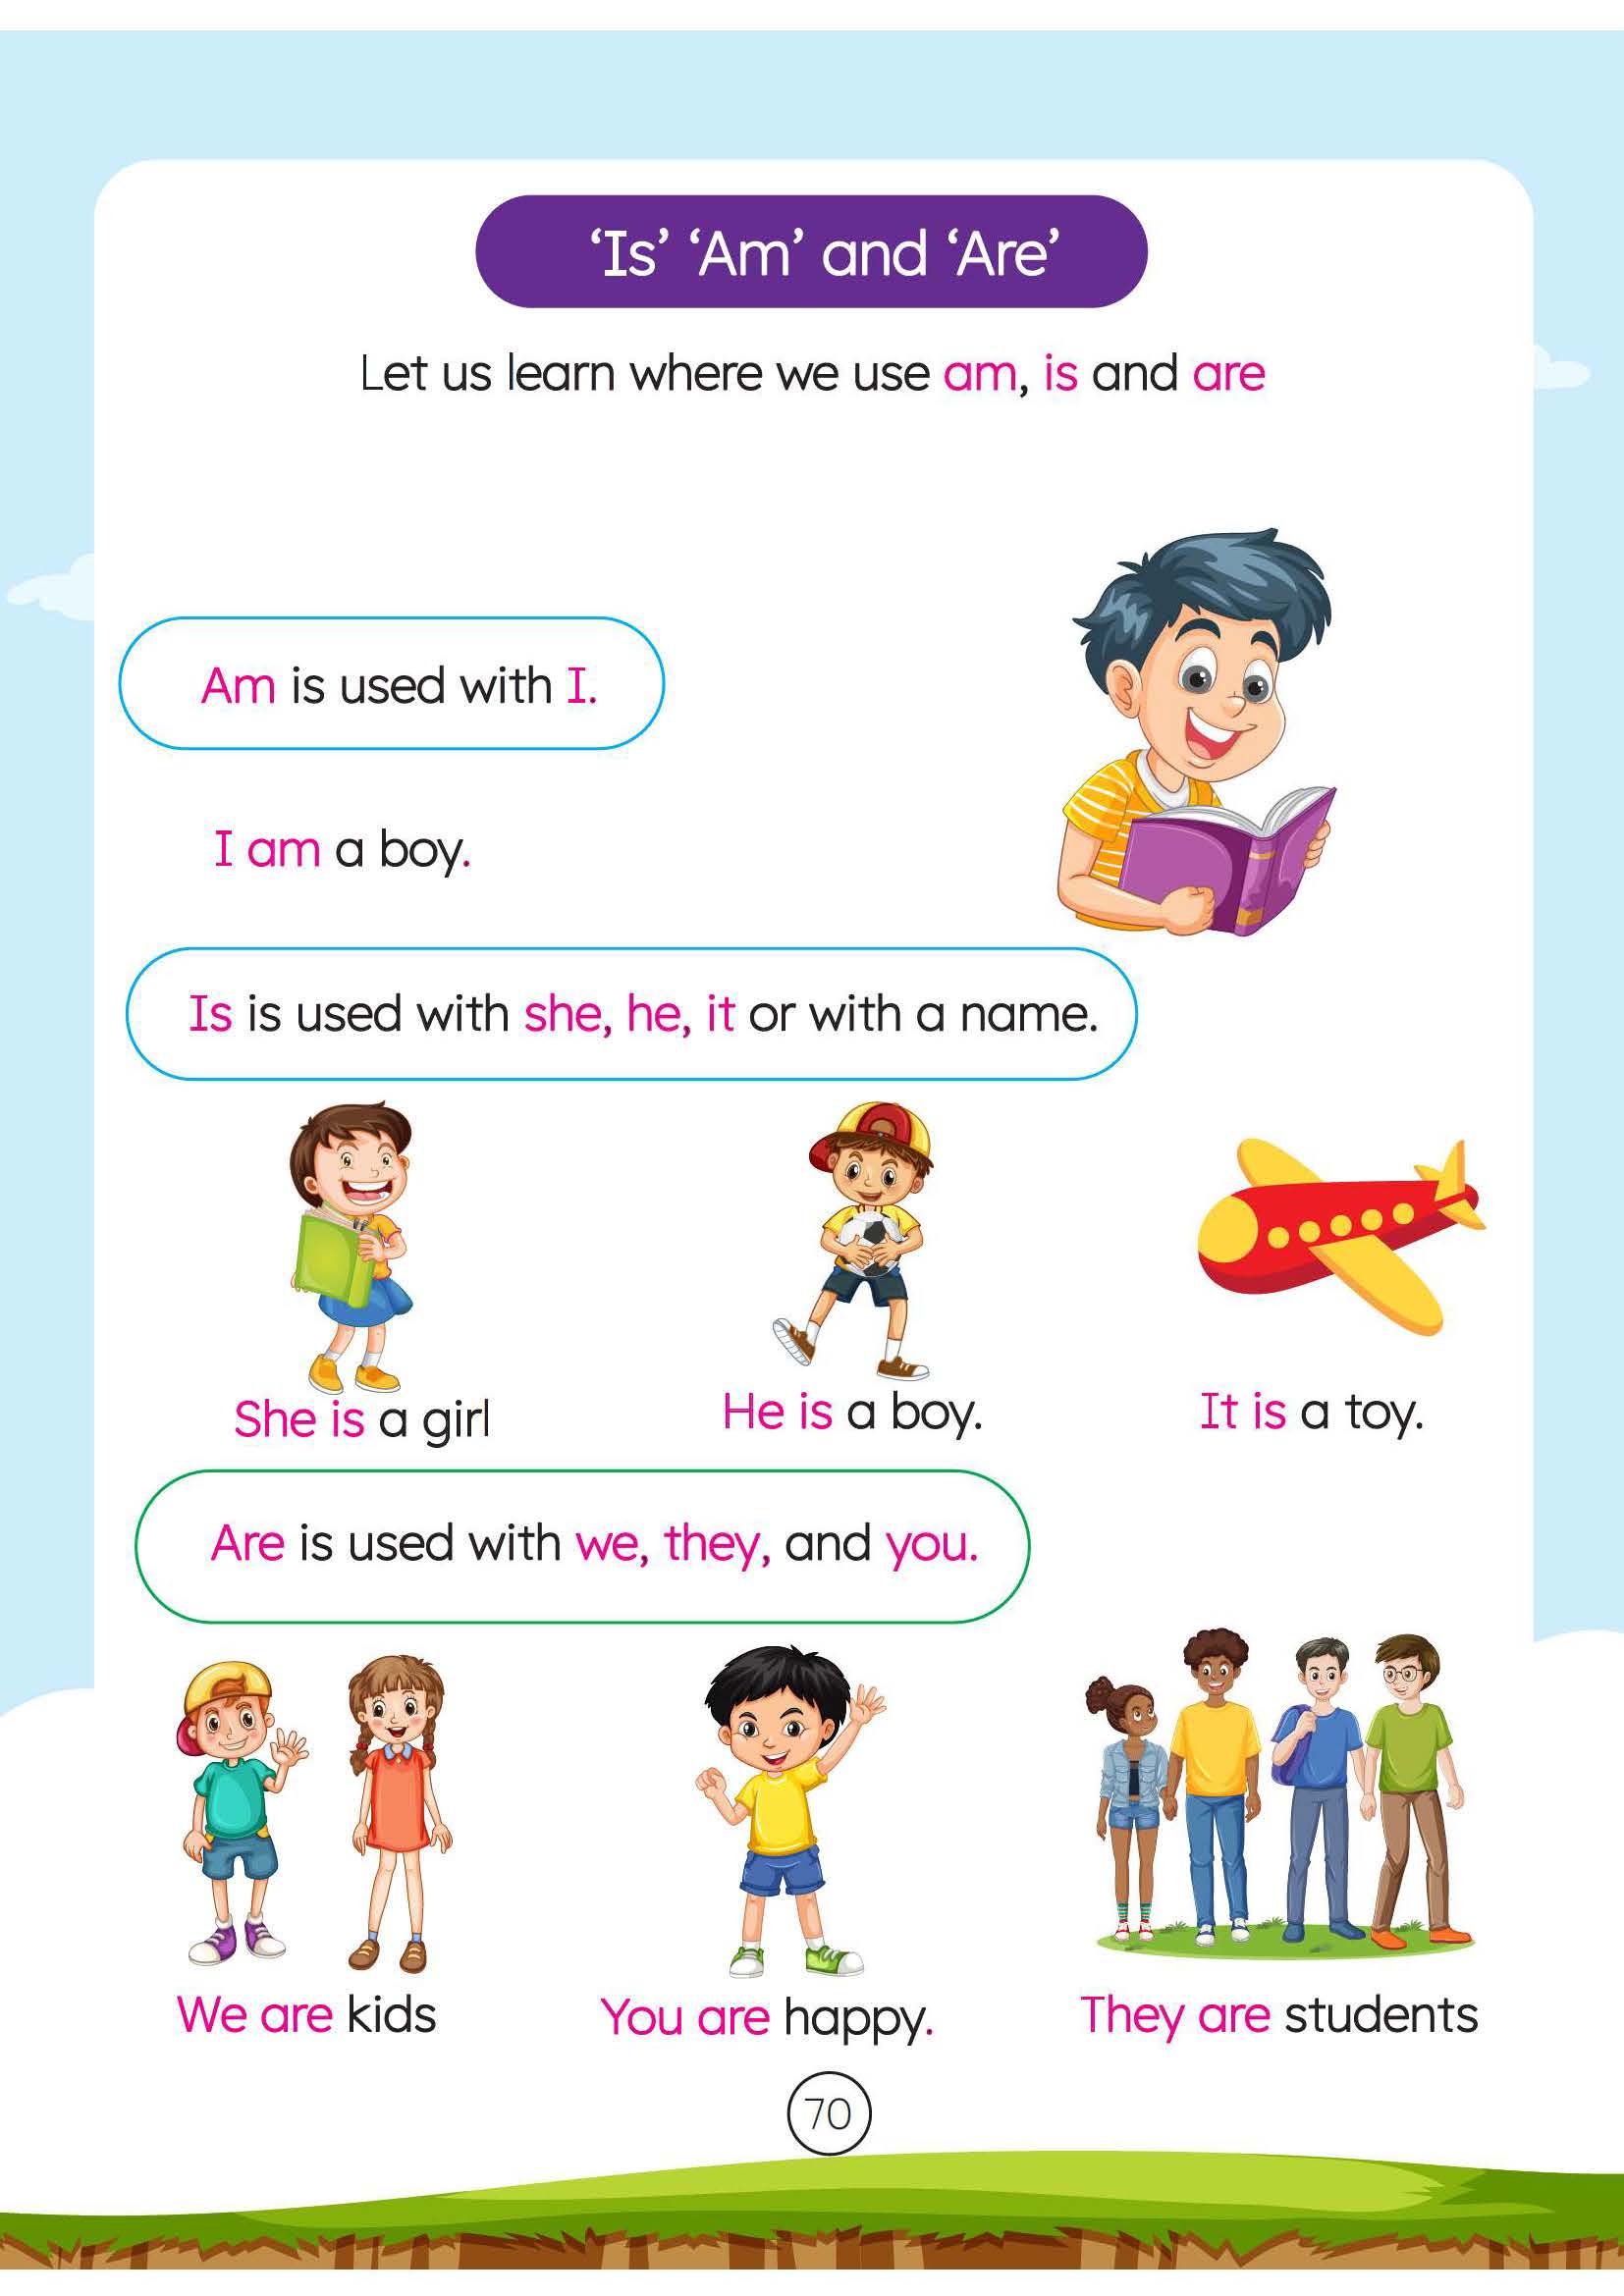 ‘Is’ ‘Am’ and ‘Are’
Let us learn where we use am, is and are
Am is used with I.
I am a boy.
Is is used with she, he, it or with a name.
She is a girl
He is a boy.
It is a toy.
Are is used with we, they, and you.
We are kids
You are happy.
They are students
70